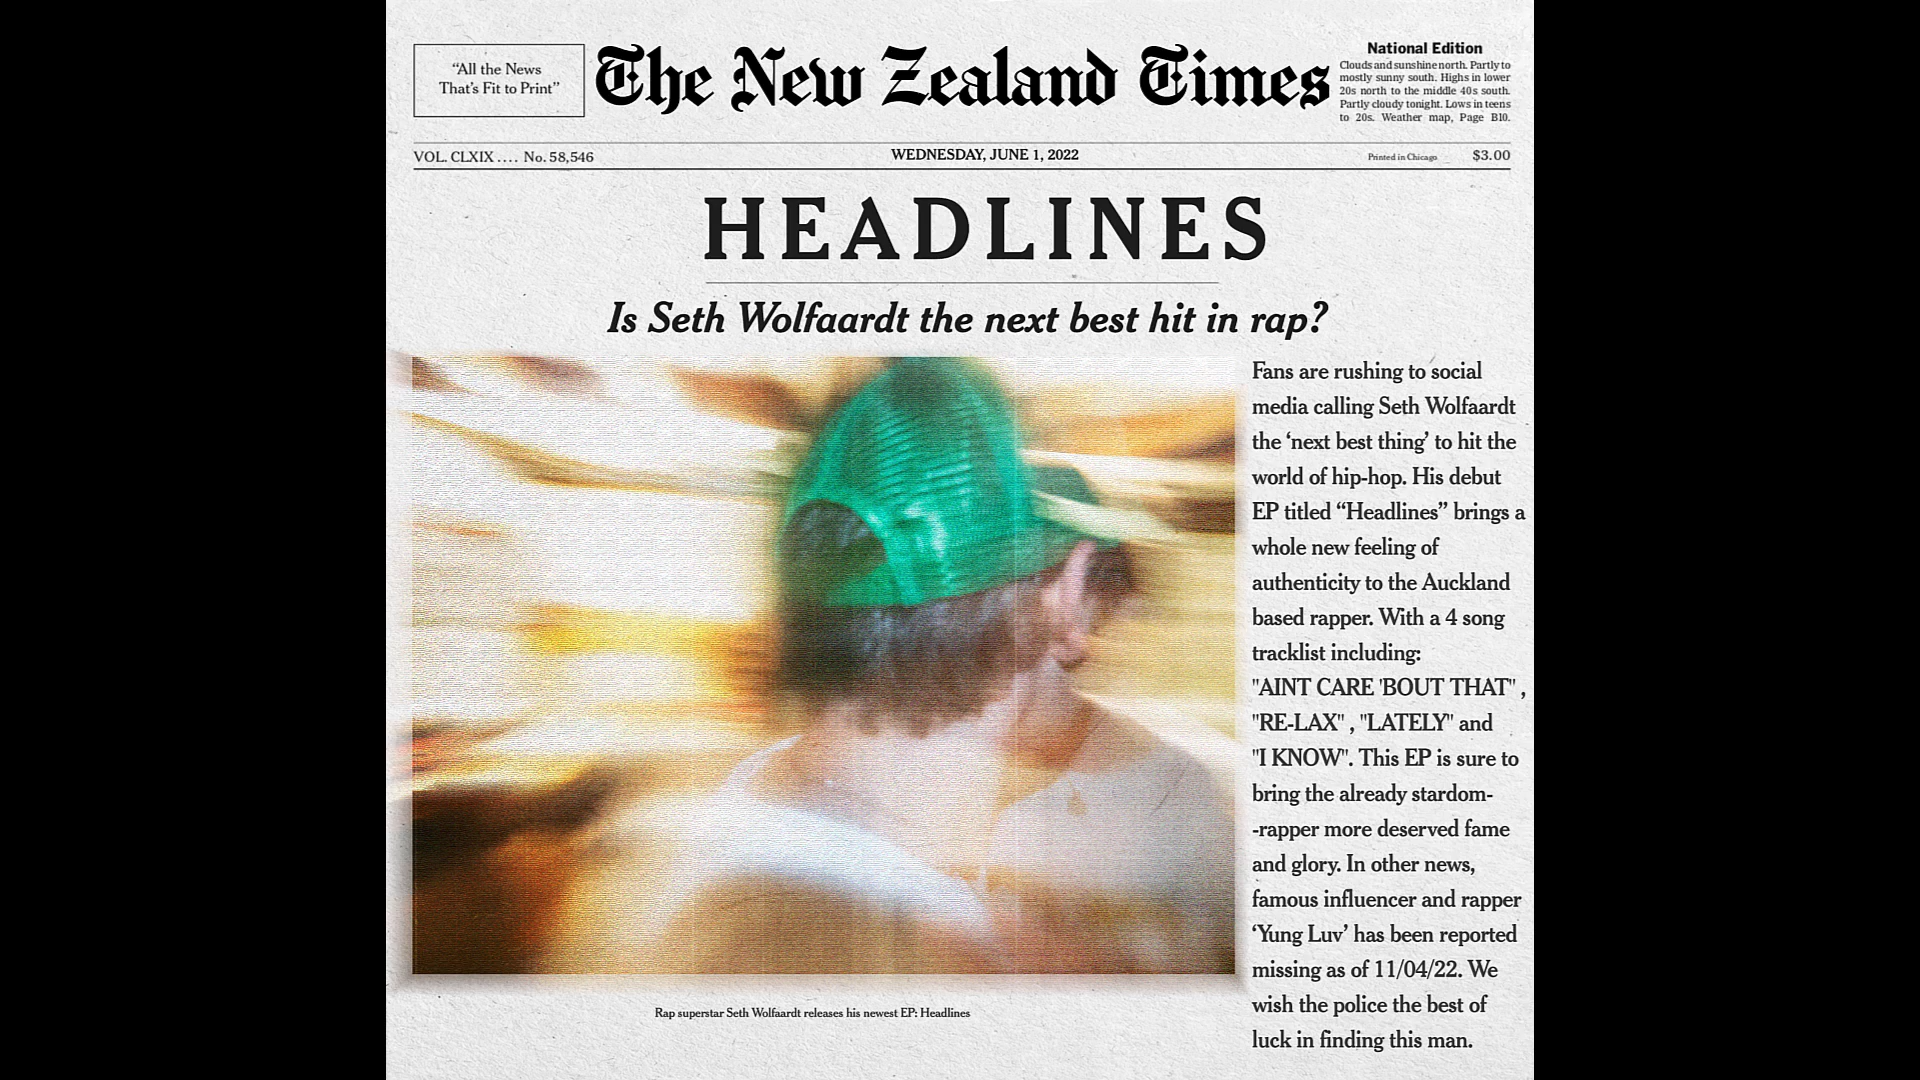 “All the News
That’s Fit to Print”
The New Zealand Times
National Edition
Clouds and sunshine north. Partly to
mostly sunny south. Highs in lower
20s north to the middle 40s south.
Partly cloudy tonight. Lows in teens
to 20s. Weather map, Page B10.
VOL. CLXIX .... No. 58,546
WEDNESDAY, JUNE 1, 2022
Printed in Chicago
$3.00
HEADLINES
Is Seth Wolfaardt the next best hit in rap?
Fans are rushing to social
media calling Seth Wolfaardt
the ‘next best thing’ to hit the
world of hip-hop. His debut
EP titled “Headlines” brings a
whole new feeling of
authenticity to the Auckland
based rapper. With a 4 song
tracklist including:
"AINT CARE 'BOUT THAT" ,
"RE-LAX" , "LATELY" and
"I KNOW". This EP is sure to
bring the already stardom-
-rapper more deserved fame
and glory. In other news,
famous influencer and rapper
‘Yung Luv’ has been reported
missing as of 11/04/22. We
wish the police the best of
luck in finding this man.
Rap superstar Seth Wolfaardt releases his newest EP: Headlines